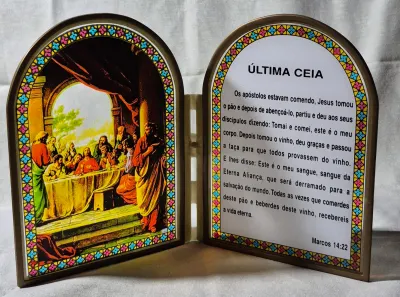 ÚLTIMA CEIA
Os apóstolos estavam comendo, Jesus tomou
o pão e depois de abençoá-lo, partiu e deu aos seus
discípulos dizendo: Tomai e comei, este é o meu
corpo. Depois tomou o vinho, deu graças e passou
a taça para que todos provassem do vinho.
E lhes disse: Este é o meu sangue, sangue da
Eterna Aliança, que será derramado para a
salvação do mundo. Todas as vezes que comerdes
deste pão e beberdes deste vinho, recebereis
a vida eterna.
Marcos 14:22